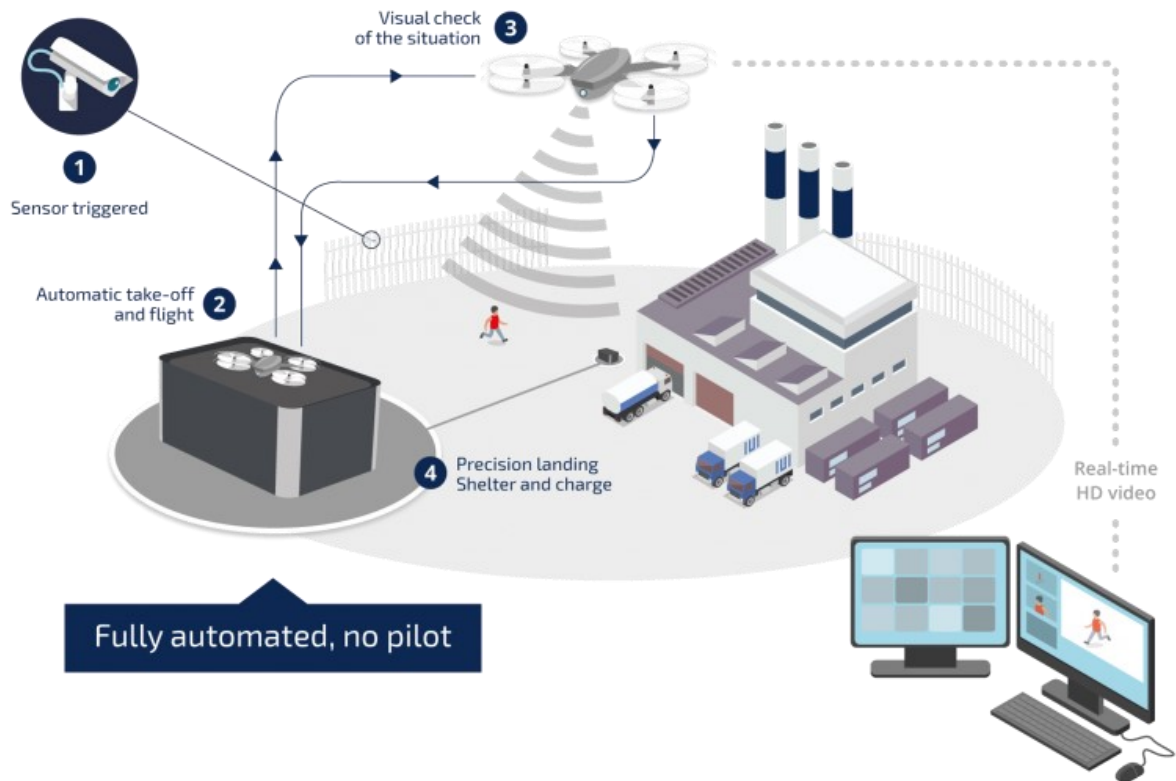 Visual check
of the situation
3
1
Sensor triggered
Automatic take-off
and flight
2
4
Precision landing
Shelter and charge
Real-time
HD video
Fully automated, no pilot